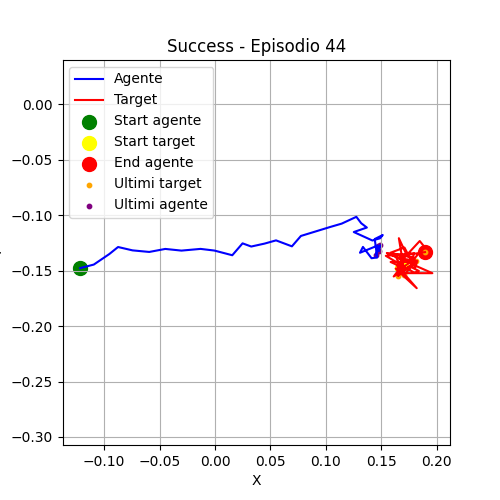 Success - Episodio 44
Agente
Target
Start agente
Start target
End agente
Ultimi target
Ultimi agente
0.00
−0.05
−0.10
−0.15
−0.20
−0.25
−0.30
−0.10 −0.05 0.00 0.05 0.10 0.15 0.20
X